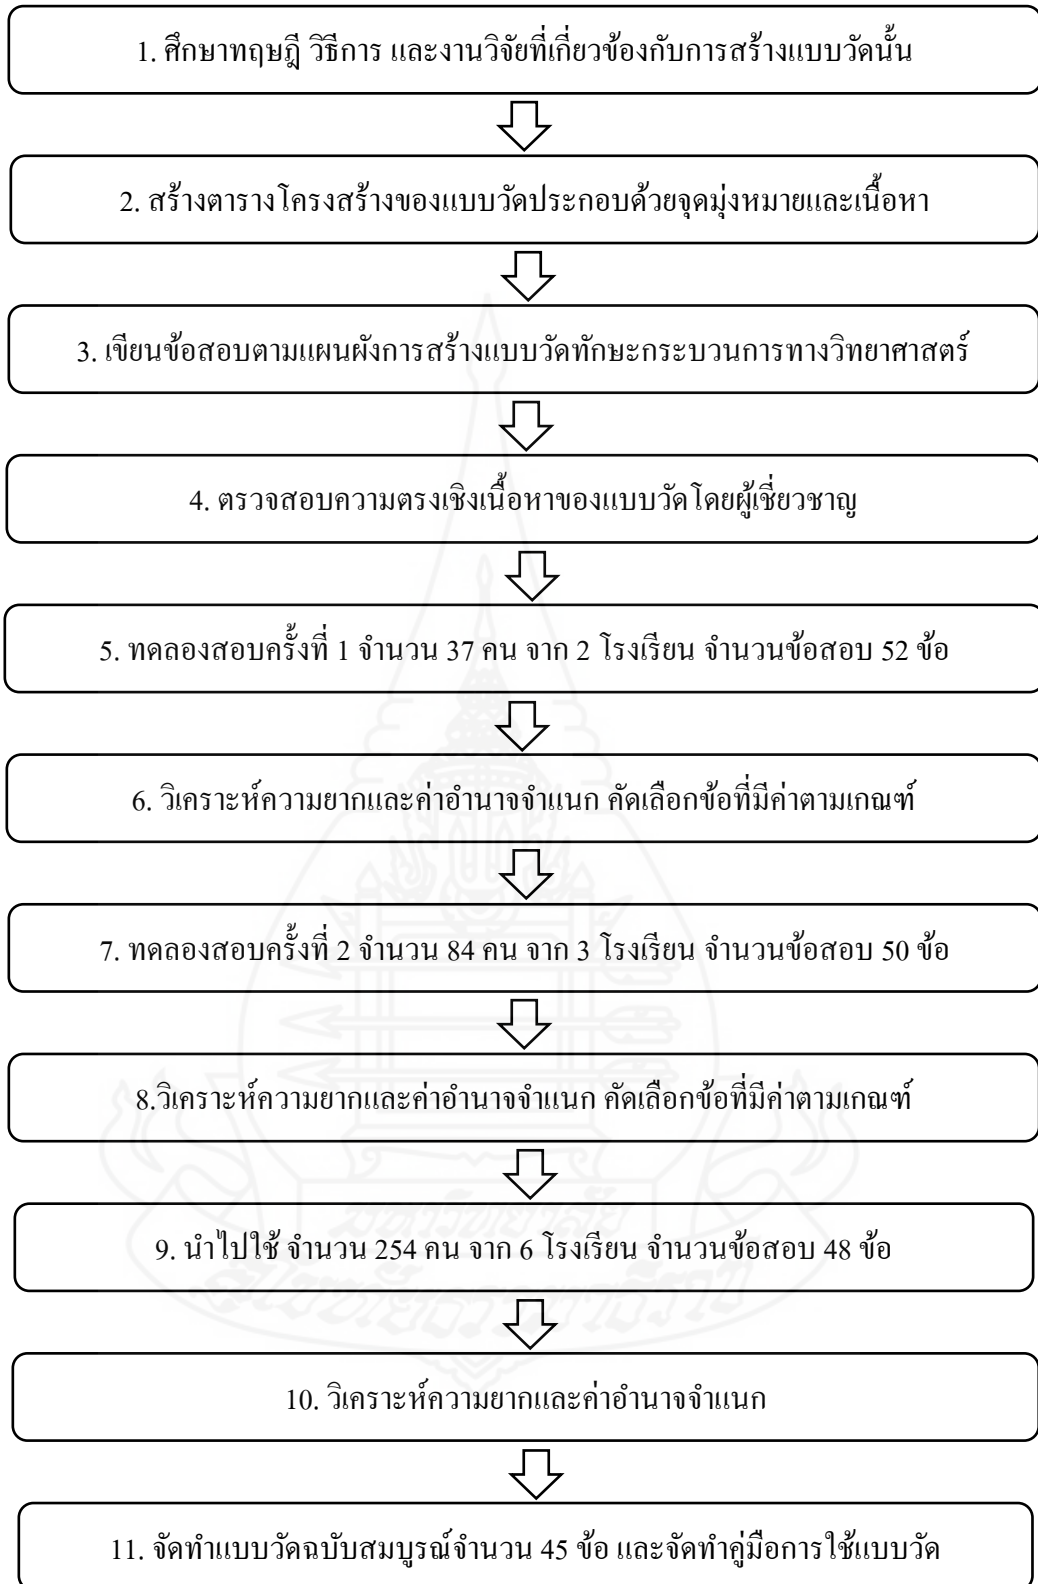 1. ศึกษาทฤษฎี วิธีการ และงานวิจัยที่เกี่ยวข้องกับการสร้างแบบวัดนั้น
2. สร้างตารางโครงสร้างของแบบวัดประกอบด้วยจุดมุ่งหมายและเนื้อหา
3. เขียนข้อสอบตามแผนผังการสร้างแบบวัดทักษะกระบวนการทางวิทยาศาสตร์
4. ตรวจสอบความตรงเชิงเนื้อหาของแบบวัดโดยผู้เชี่ยวชาญ
5. ทดลองสอบครั้งที่ 1 จำนวน 37 คน จาก 2 โรงเรียน จำนวนข้อสอบ 52 ข้อ
6. วิเคราะห์ความยากและค่าอำนาจจำแนก คัดเลือกข้อที่มีค่าตามเกณฑ์
7. ทดลองสอบครั้งที่ 2 จำนวน 84 คน จาก 3 โรงเรียน จำนวนข้อสอบ 50 ข้อ
8.วิเคราะห์ความยากและค่าอำนาจจำแนก คัดเลือกข้อที่มีค่าตามเกณฑ์
มหาวิทยาลัย
9. นำไปใช้ จำนวน 254 คน จาก 6 โรงเรียน จำนวนข้อสอบ 48 ข้อ
สุโขทัยธรรมาธิราช
10. วิเคราะห์ความยากและค่าอำนาจจำแนก
11. จัดทำแบบวัดฉบับสมบูรณ์จำนวน 45 ข้อ และจัดทำคู่มือการใช้แบบวัด